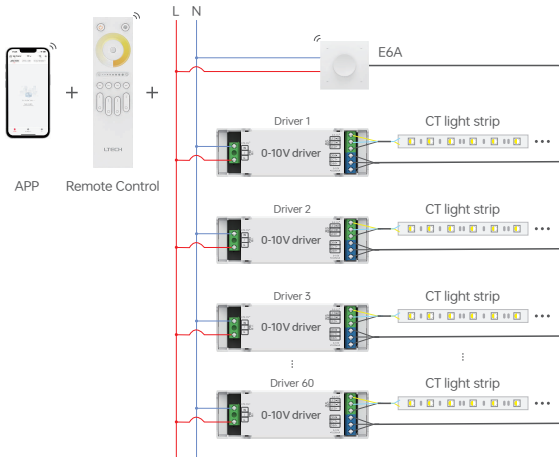 L N
E6A
+ +
LTECH
APP Remote Control
Driver 1 CT light strip
0-10V driver
Driver 2 CT light strip
0-10V driver
Driver 3 CT light strip
0-10V driver
Driver 60 CT light strip
0-10V driver